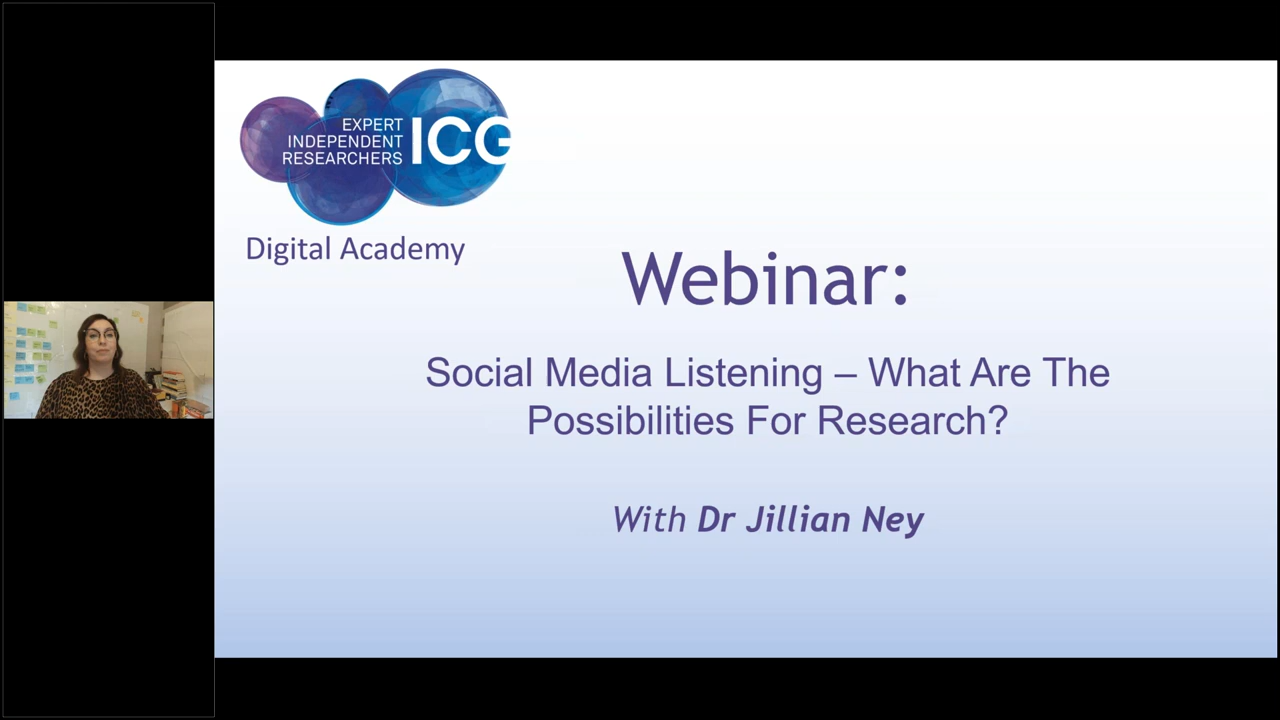 EXPERT
INDEPENDENT
RESEARCHERS
ICG
Digital Academy
Webinar:
Social Media Listening – What Are The
Possibilities For Research?
With Dr Jillian Ney